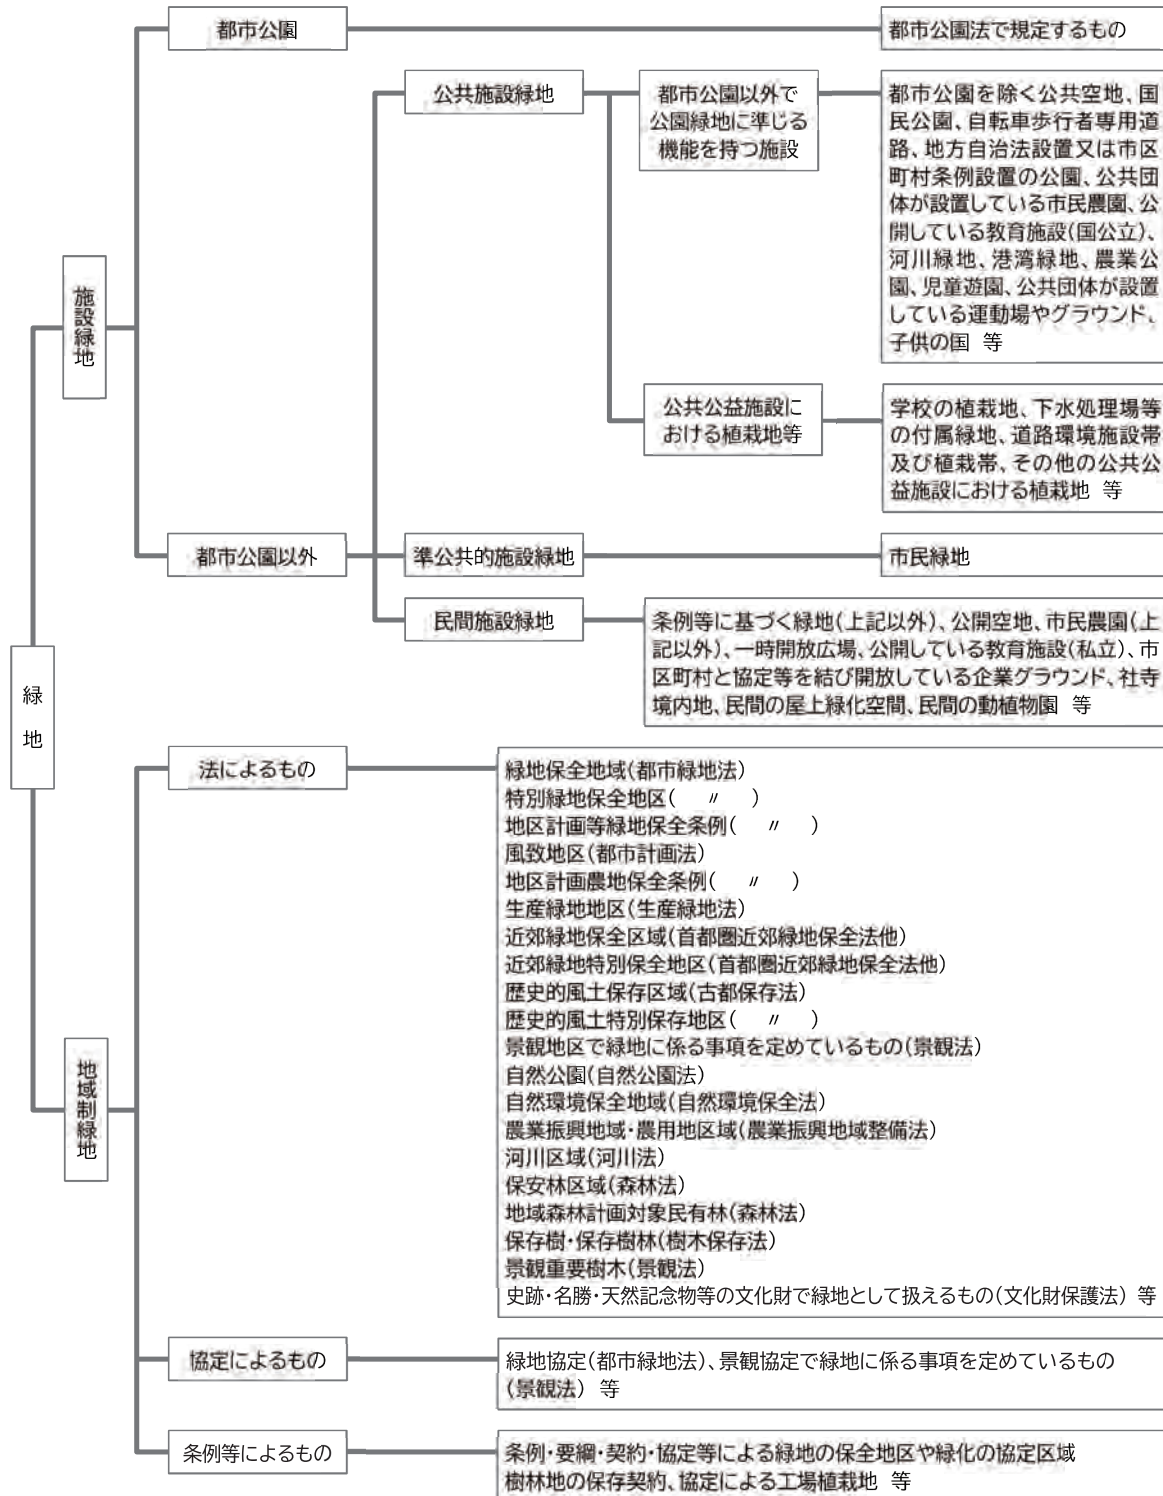 都市公園
都市公園法で規定するもの
公共施設緑地
都市公園以外で
公園緑地に準じる
機能を持つ施設
都市公園を除く公共空地、国
民公園、自転車歩行者専用道
路、地方自治法設置又は市区
町村条例設置の公園、公共団
体が設置している市民農園、公
開している教育施設(国公立)、
河川緑地、港湾緑地、農業公
園、児童遊園、公共団体が設置
している運動場やグラウンド、
子供の国 等
施設緑地
公共公益施設に
おける植栽地等
学校の植栽地、下水処理場等
の付属緑地、道路環境施設帯
及び植栽帯、その他の公共公
益施設における植栽地 等
都市公園以外
準公共的施設緑地
市民緑地
民間施設緑地
条例等に基づく緑地(上記以外)、公開空地、市民農園(上
記以外)、一時開放広場、公開している教育施設(私立)、市
区町村と協定等を結び開放している企業グラウンド、社寺
境内地、民間の屋上緑化空間、民間の動植物園 等
緑地
法によるもの
緑地保全地域(都市緑地法)
特別緑地保全地区( 〃 )
地区計画等緑地保全条例( 〃 )
風致地区(都市計画法)
地区計画農地保全条例( 〃 )
生産緑地地区(生産緑地法)
近郊緑地保全区域(首都圏近郊緑地保全法他)
近郊緑地特別保全地区(首都圏近郊緑地保全法他)
歴史的風土保存区域(古都保存法)
歴史的風土特別保存地区( 〃 )
景観地区で緑地に係る事項を定めているもの(景観法)
自然公園(自然公園法)
自然環境保全地域(自然環境保全法)
農業振興地域・農用地区域(農業振興地域整備法)
河川区域(河川法)
保安林区域(森林法)
地域森林計画対象民有林(森林法)
保存樹・保存樹林(樹木保存法)
景観重要樹木(景観法)
史跡・名勝・天然記念物等の文化財で緑地として扱えるもの(文化財保護法) 等
地域制緑地
協定によるもの
緑地協定(都市緑地法)、景観協定で緑地に係る事項を定めているもの
(景観法) 等
条例等によるもの
条例・要綱・契約・協定等による緑地の保全地区や緑化の協定区域
樹林地の保存契約、協定による工場植栽地 等